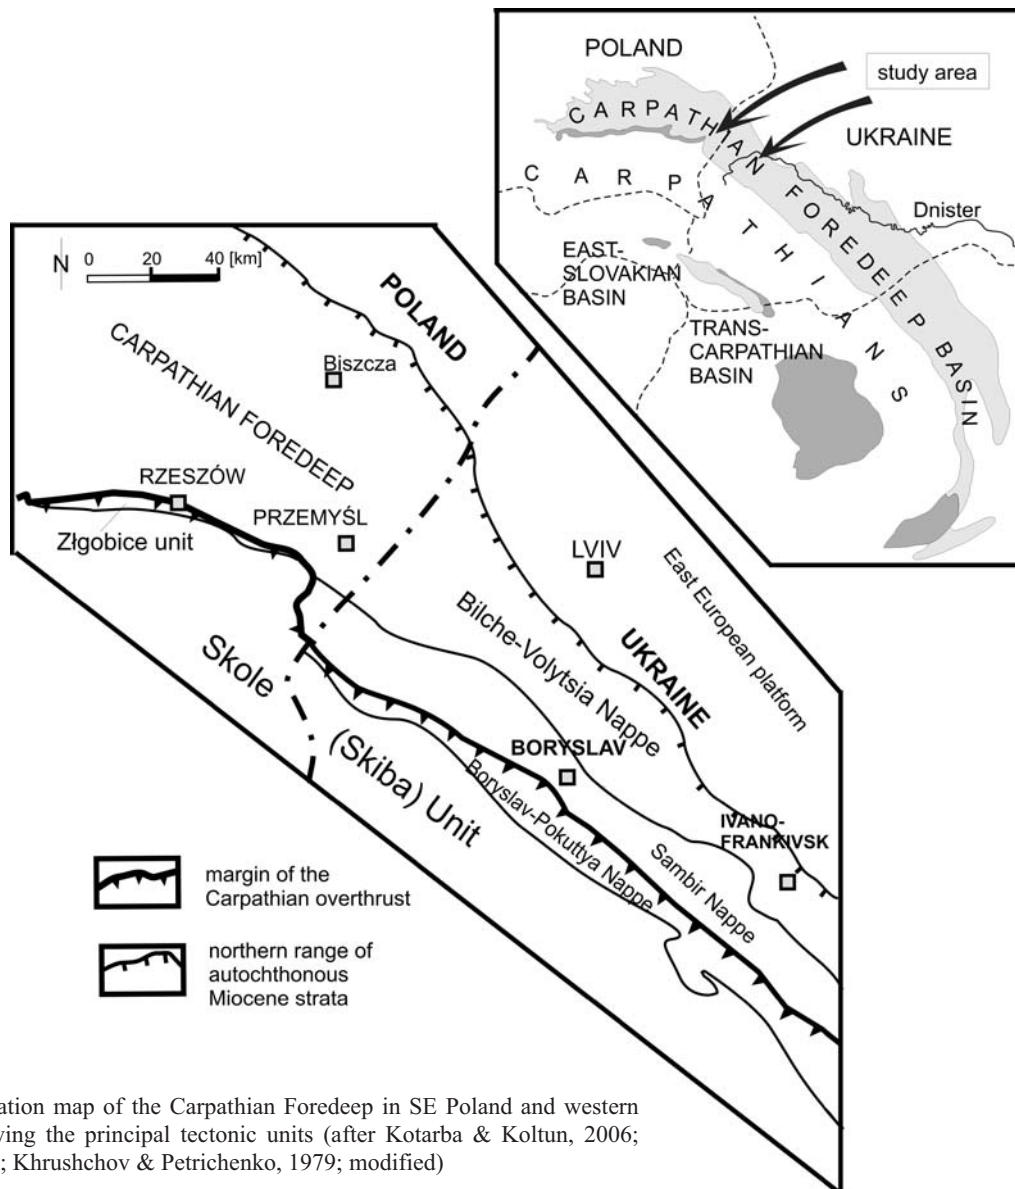 POLAND
study area
CARPATHIAN FOREDEEP BASIN
UKRAINE
CARPATHIANS
Dnister
EAST-
SLOVAKIAN
BASIN
TRANS-
CARPATHIAN
BASIN
N
0 20 40 [km]
POLAND
CARPATHIAN FOREDEEP
Biszcza
RZESZÓW
PRZEMYŚL
Złgobice unit
LVIV
East European platform
Bilche-Volytsia Nappe
UKRAINE
Skole
(Skiba) Unit
BORYSLAV
Boryslav-Pokuttya Nappe
Sambir Nappe
IVANO-
FRANKIVSK
margin of the
Carpathian overthrust
northern range of
autochthonous
Miocene strata
ation map of the Carpathian Foredeep in SE Poland and western
ving the principal tectonic units (after Kotarba & Koltun, 2006;
; Khrushchov & Petrichenko, 1979; modified)